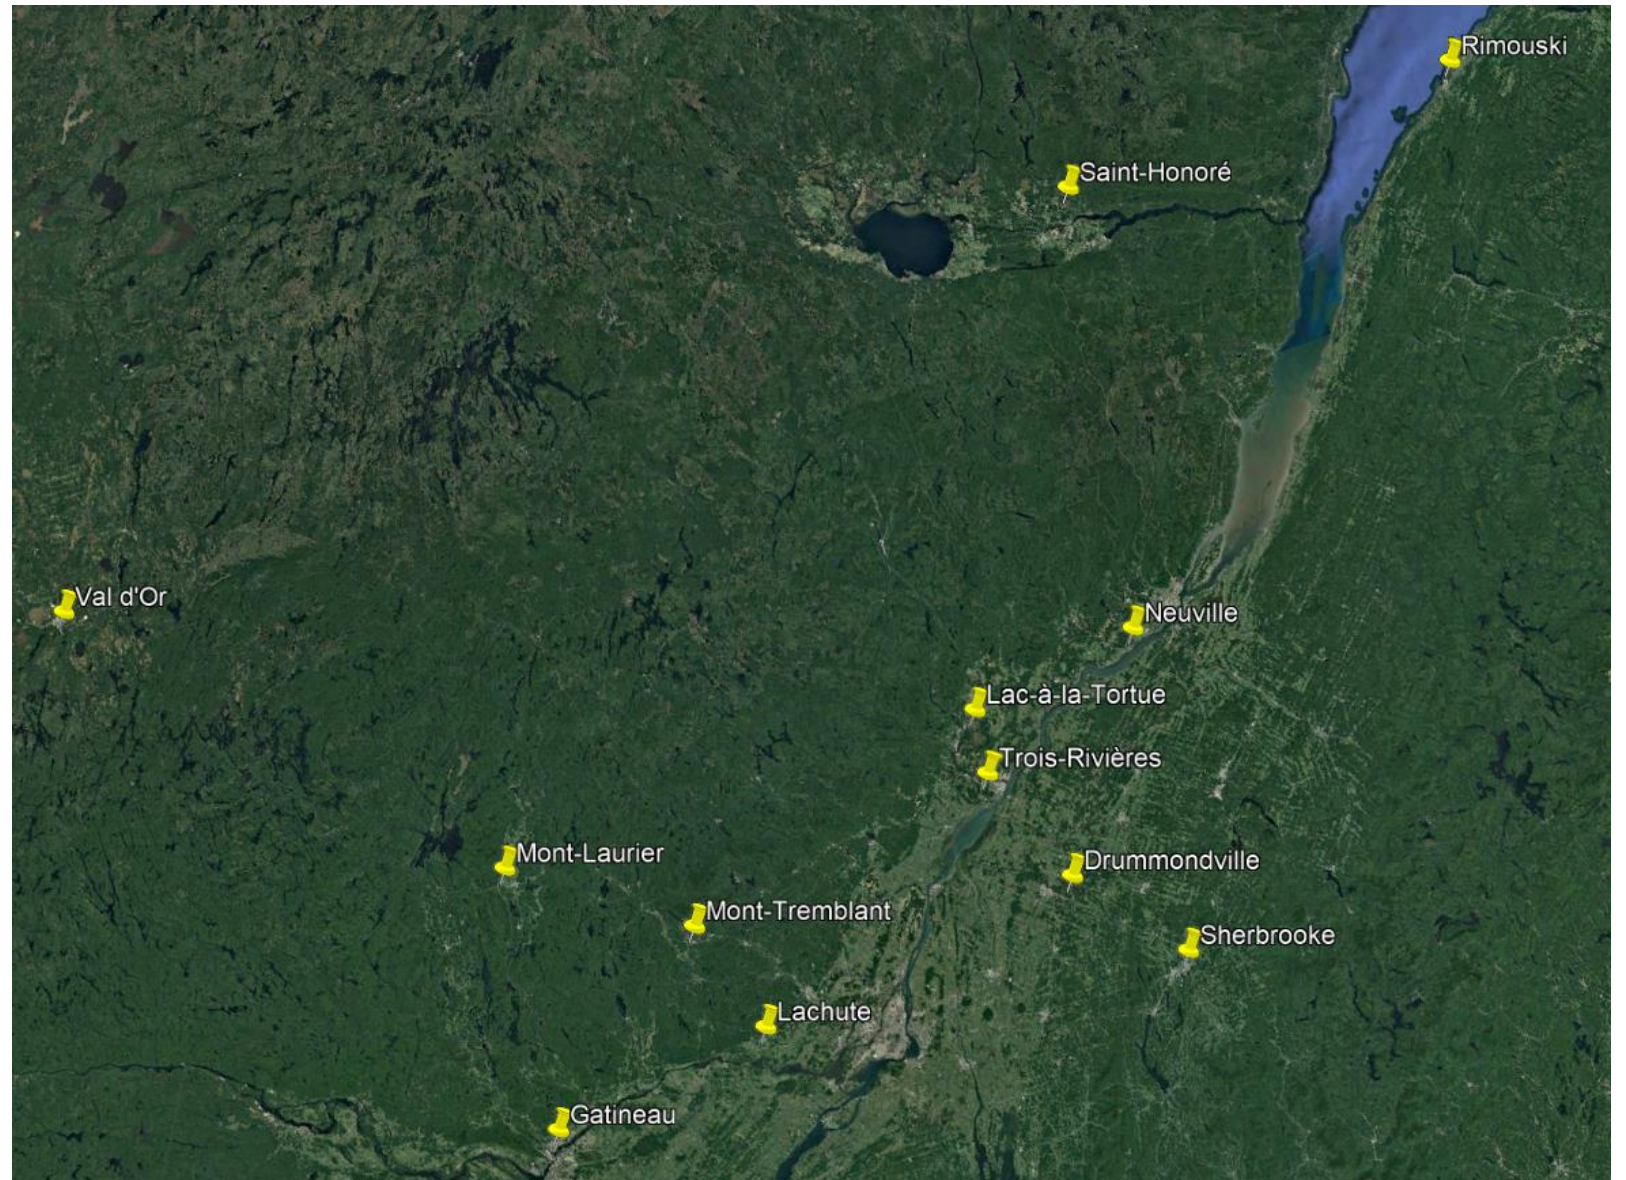 Rimouski
Saint-Honoré
Val d'Or
Neuville
Lac-à-la-Tortue
Trois-Rivières
Mont-Laurier
Drummondville
Mont-Tremblant
Sherbrooke
Lachute
Gatineau